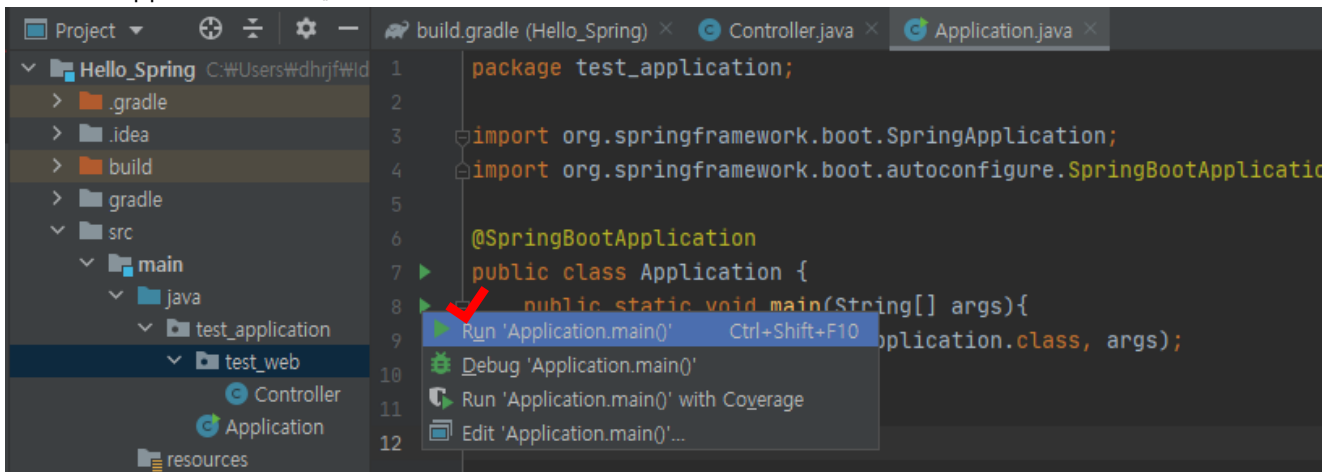 Project
build.gradle (Hello_Spring)
Controller.java
Application.java
Hello_Spring C:₩Users₩dhrjf₩Id
.gradle
.idea
build
gradle
src
main
java
test_application
test_web
Controller
Application
resources
1 package test_application;
2
3 import org.springframework.boot.SpringApplication;
4 import org.springframework.boot.autoconfigure.SpringBootApplicatio
5
6 @SpringBootApplication
7 public class Application {
8 public static void main(String[] args){
9 plication.class, args);
10
11
12
Run 'Application.main()' Ctrl+Shift+F10
Debug 'Application.main()'
Run 'Application.main()' with Coverage
Edit 'Application.main()'...